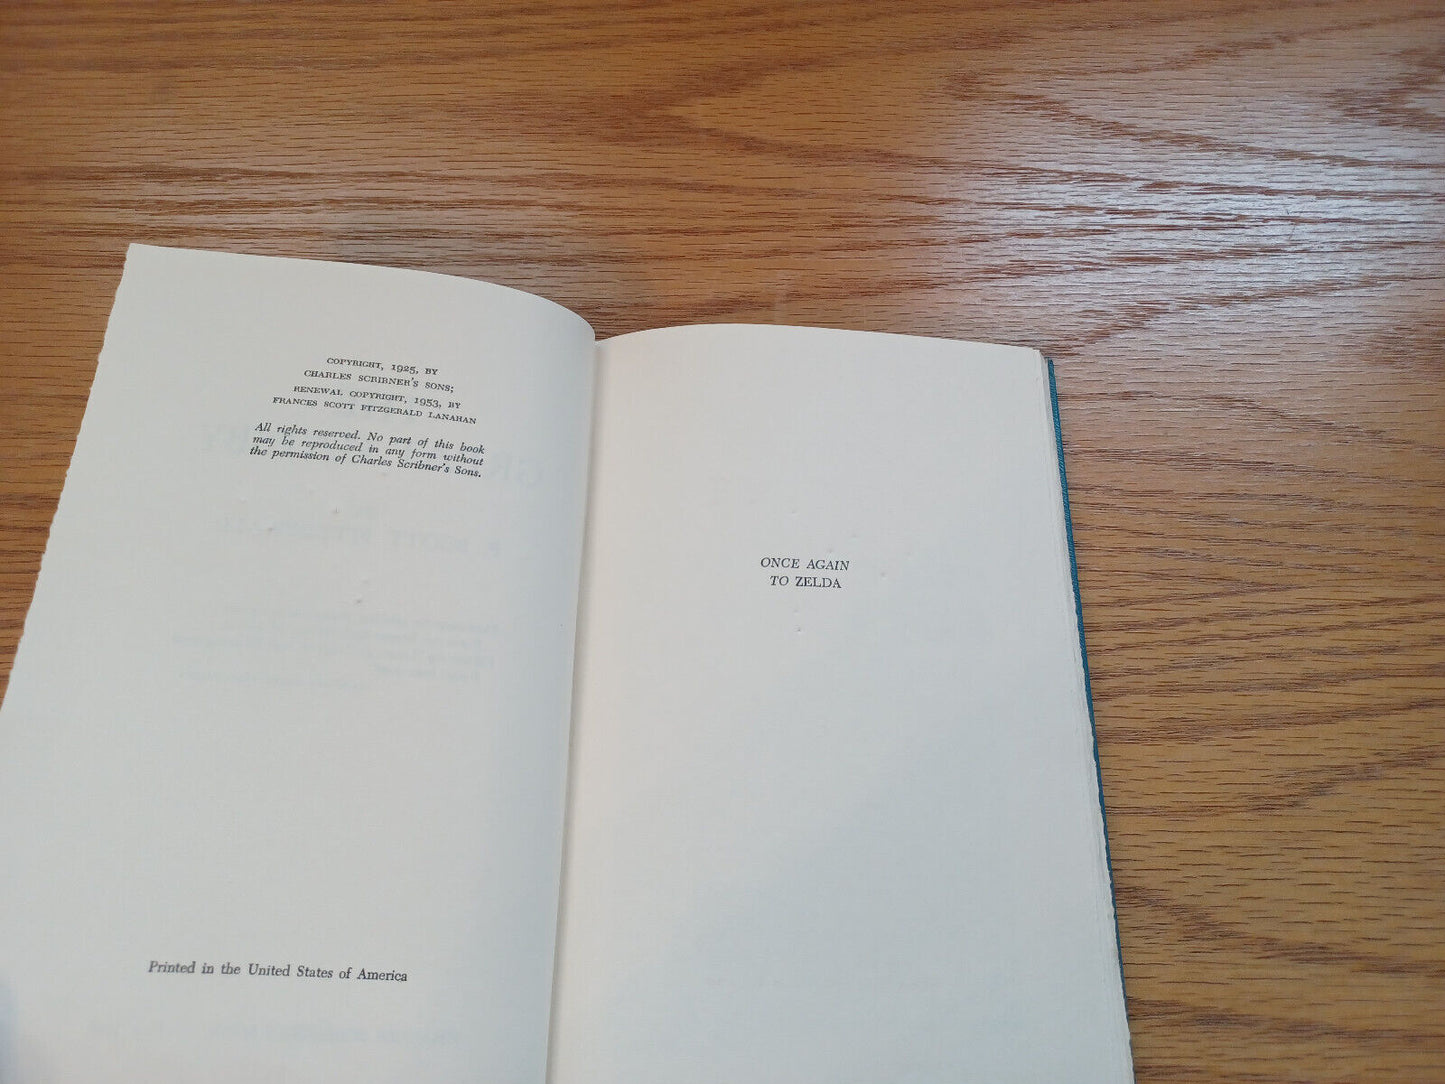 COPYRIGHT, 1925, BY
CHARLES SCRIBNER'S SONS;
RENEWAL COPYRIGHT, 1953, BY
FRANCES SCOTT FITZGERALD LANAHAN
All rights reserved. No part of this book
may be reproduced in any form without
the permission of Charles Scribner's Sons.
Printed in the United States of America
ONCE AGAIN
TO ZELDA